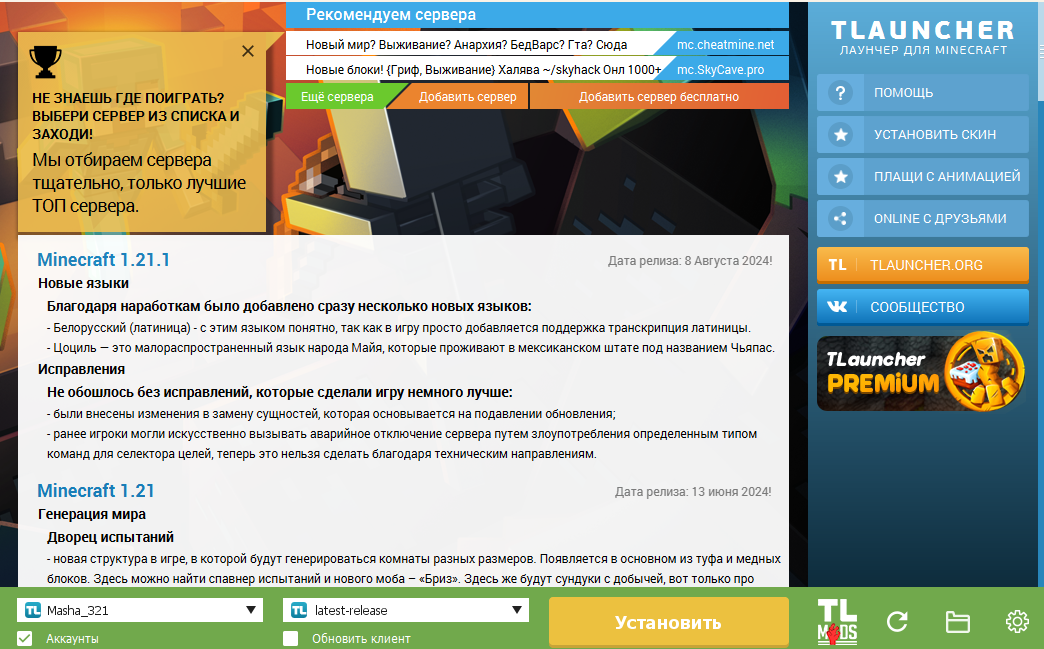 Рекомендуем сервера
Новый мир? Выживание? Анархия? БедВарс? Гта? Сюда
mc.cheatmine.net
Новые блоки! {Гриф, Выживание} Халява ~/skyhack Онл 1000+
mc.SkyCave.pro
Ещё сервера
Добавить сервер
Добавить сервер бесплатно
НЕ ЗНАЕШЬ ГДЕ ПОИГРАТЬ?
ВЫБЕРИ СЕРВЕР ИЗ СПИСКА И
ЗАХОДИ!
Мы отбираем сервера
тщательно, только лучшие
ТОП сервера.
Minecraft 1.21.1
Дата релиза: 8 Августа 2024!
Новые языки
Благодаря наработкам было добавлено сразу несколько новых языков:
- Белорусский (латиница) - с этим языком понятно, так как в игру просто добавляется поддержка транскрипция латиницы.
- Цоциль — это малораспространенный язык народа Майя, которые проживают в мексиканском штате под названием Чьяпас.
Исправления
Не обошлось без исправлений, которые сделали игру немного лучше:
- были внесены изменения в замену сущностей, которая основывается на подавлении обновления;
- ранее игроки могли искусственно вызывать аварийное отключение сервера путем злоупотребления определенным типом
команд для селектора целей, теперь это нельзя сделать благодаря техническим направлениям.
Minecraft 1.21
Дата релиза: 13 июня 2024!
Генерация мира
Дворец испытаний
- новая структура в игре, в которой будут генерироваться комнаты разных размеров. Появляется в основном из туфа и медных
блоков. Здесь можно найти спавнер испытаний и нового моба – «Бриз». Здесь же будут сундуки с добычей, вот только про
TLAUNCHER
ЛАУНЧЕР ДЛЯ MINECRAFT
? ПОМОЩЬ
УСТАНОВИТЬ СКИН
ПЛАЩИ С АНИМАЦИЕЙ
ONLINE С ДРУЗЬЯМИ
TL TLAUNCHER.ORG
СООБЩЕСТВО
TLauncher
PREMIUM
TL Masha_321
TL latest-release
Установить
TL
MODS
Аккаунты
Обновить клиент